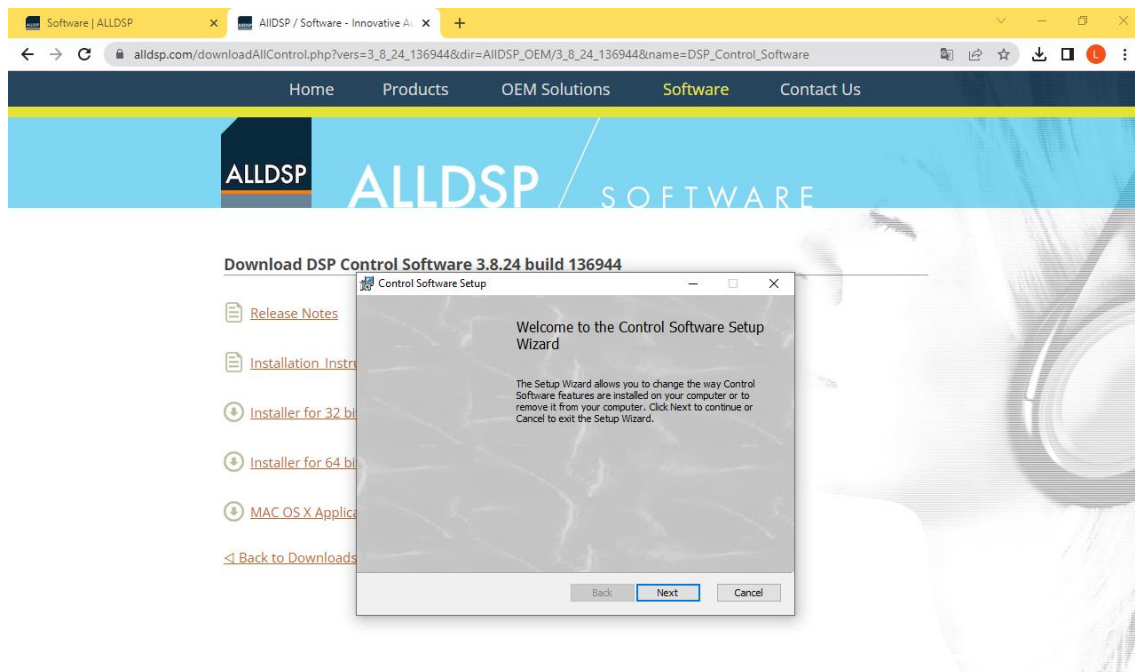 Software | ALLDSP
AllDSP / Software - Innovative Au
alldsp.com/downloadAllControl.php?vers=3_8_24_136944&dir=AllDSP_OEM/3_8_24_136944&name=DSP_Control_Software
L
Home Products OEM Solutions Software Contact Us
ALLDSP
ALLDSP / SOFTWARE
Download DSP Control Software 3.8.24 build 136944
Control Software Setup
Release Notes
Welcome to the Control Software Setup
Wizard
Installation Instru
The Setup Wizard allows you to change the way Control
Software features are installed on your computer or to
remove it from your computer. Click Next to continue or
Cancel to exit the Setup Wizard.
Installer for 32 bi
Installer for 64 bi
MAC OS X Applica
Back to Downloads
Back Next Cancel